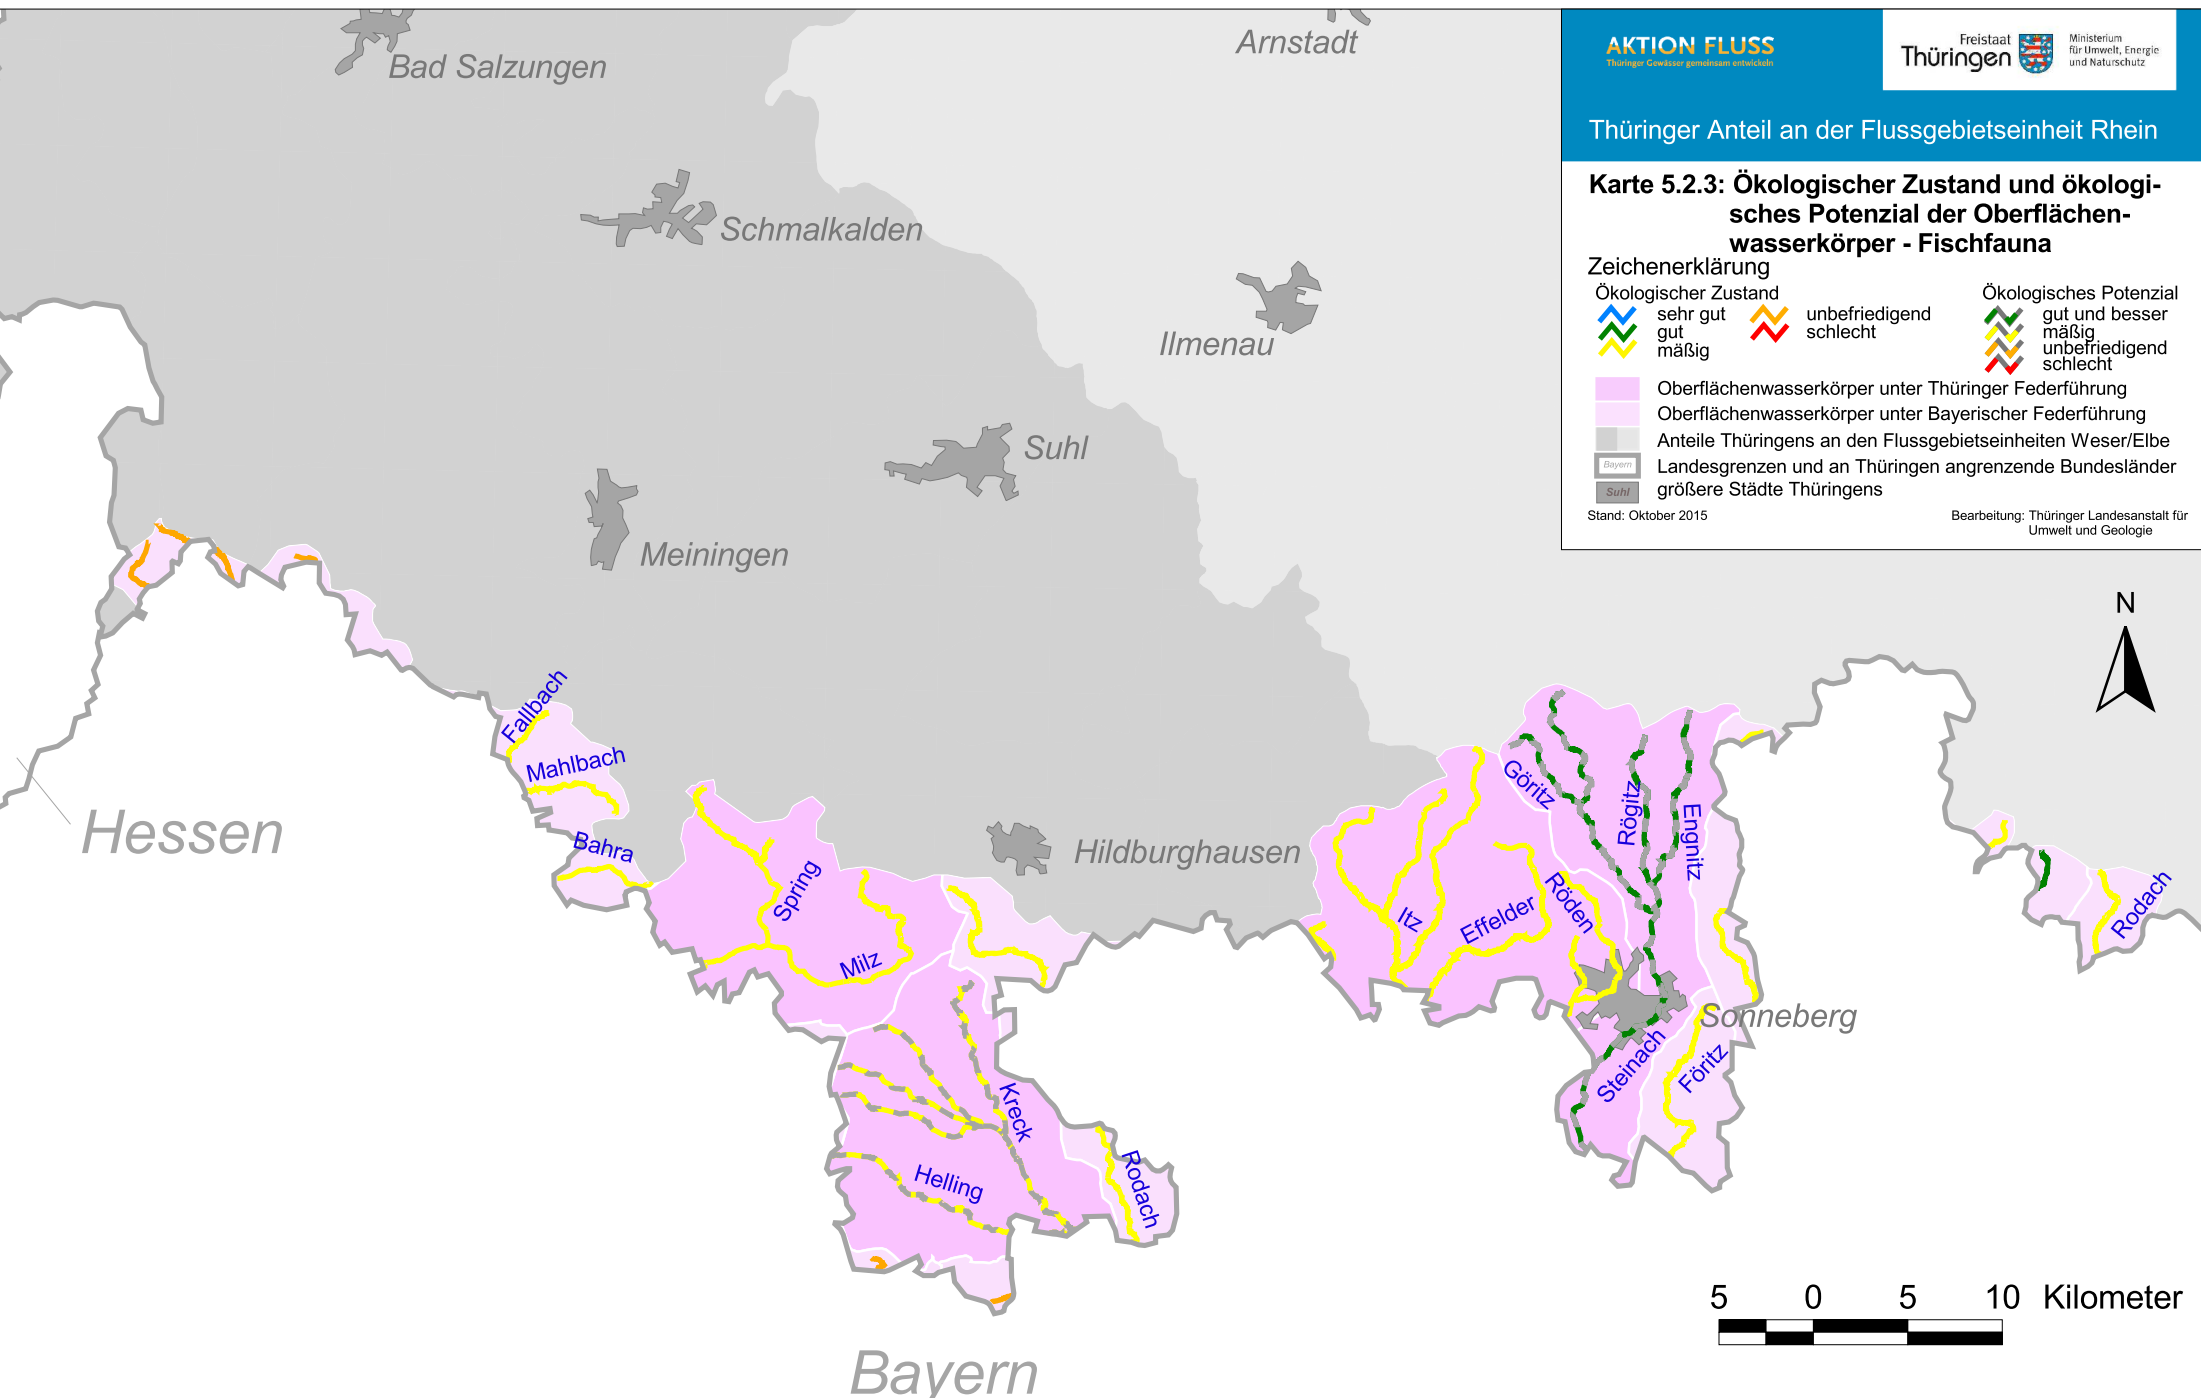 Bad Salzungen
Arnstadt
Schmalkalden
Ilmenau
Suhl
Meiningen
Hildburghausen
Sonneberg
Hessen
Bayern
Fallbach
Mahlbach
Bahra
Spring
Milz
Kreck
Helling
Rodach
Itz
Effelder
Röden
Göritz
Rögitz
Engnitz
Steinach
Föritz
Rodach
AKTION FLUSS
Thüringer Gewässer gemeinsam entwickeln
Freistaat
Thüringen
Ministerium
für Umwelt, Energie
und Naturschutz
Thüringer Anteil an der Flussgebietseinheit Rhein
Karte 5.2.3: Ökologischer Zustand und ökologi-
sches Potenzial der Oberflächen-
wasserkörper - Fischfauna
Zeichenerklärung
Ökologischer Zustand
sehr gut
gut
mäßig
unbefriedigend
schlecht
Ökologisches Potenzial
gut und besser
mäßig
unbefriedigend
schlecht
Oberflächenwasserkörper unter Thüringer Federführung
Oberflächenwasserkörper unter Bayerischer Federführung
Anteile Thüringens an den Flussgebietseinheiten Weser/Elbe
Bayern
Landesgrenzen und an Thüringen angrenzende Bundesländer
Suhl
größere Städte Thüringens
Stand: Oktober 2015
Bearbeitung: Thüringer Landesanstalt für
Umwelt und Geologie
N
5 0 5 10 Kilometer